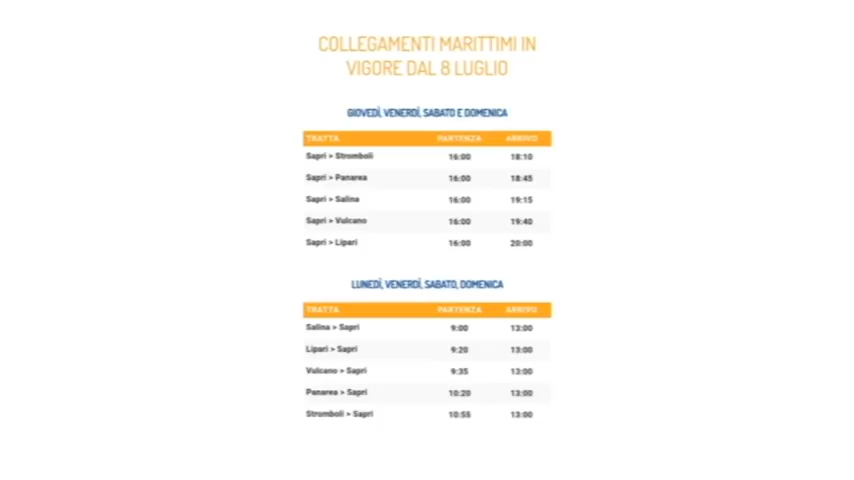 COLLEGAMENTI MARITTIMI IN
VIGORE DAL 8 LUGLIO
GIOVEDÌ, VENERDÌ, SABATO E DOMENICA
TRATTA PARTENZA ARRIVO
Sapri > Stromboli 16:00 18:10
Sapri > Panarea 16:00 18:45
Sapri > Salina 16:00 19:15
Sapri > Vulcano 16:00 19:40
Sapri > Lipari 16:00 20:00
LUNEDÌ, VENERDÌ, SABATO, DOMENICA
TRATTA PARTENZA ARRIVO
Salina > Sapri 9:00 13:00
Lipari > Sapri 9:20 13:00
Vulcano > Sapri 9:35 13:00
Panarea > Sapri 10:20 13:00
Stromboli > Sapri 10:55 13:00